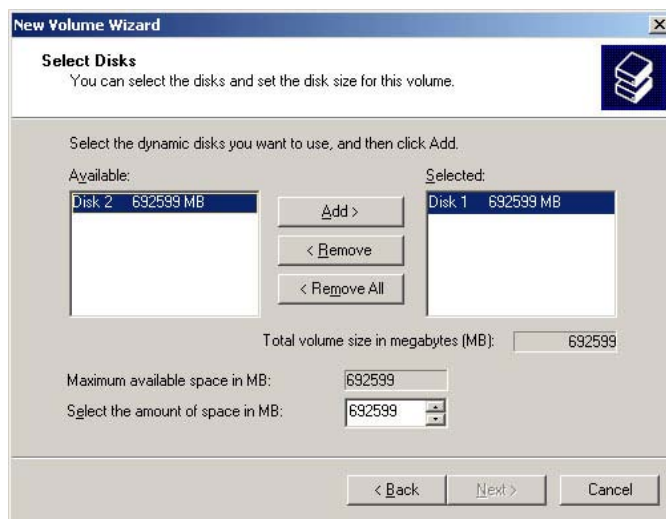 New Volume Wizard
Select Disks
You can select the disks and set the disk size for this volume.
Select the dynamic disks you want to use, and then click Add.
Available:
Selected:
Disk 2 692599 MB
Disk 1 692599 MB
Add >
< Remove
< Remove All
Total volume size in megabytes (MB): 692599
Maximum available space in MB: 692599
Select the amount of space in MB: 692599
< Back Next > Cancel